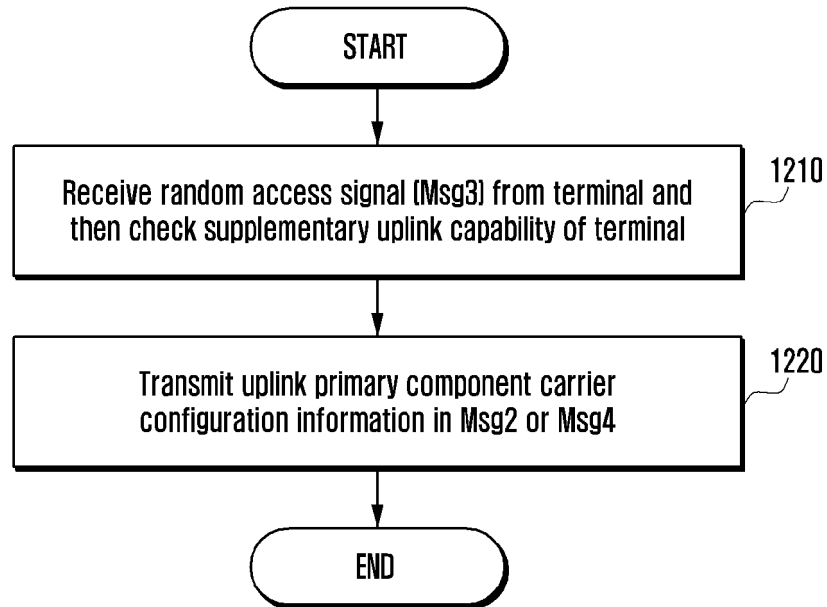 START
Receive random access signal (Msg3) from terminal and
then check supplementary uplink capability of terminal
1210
Transmit uplink primary component carrier
configuration information in Msg2 or Msg4
1220
END